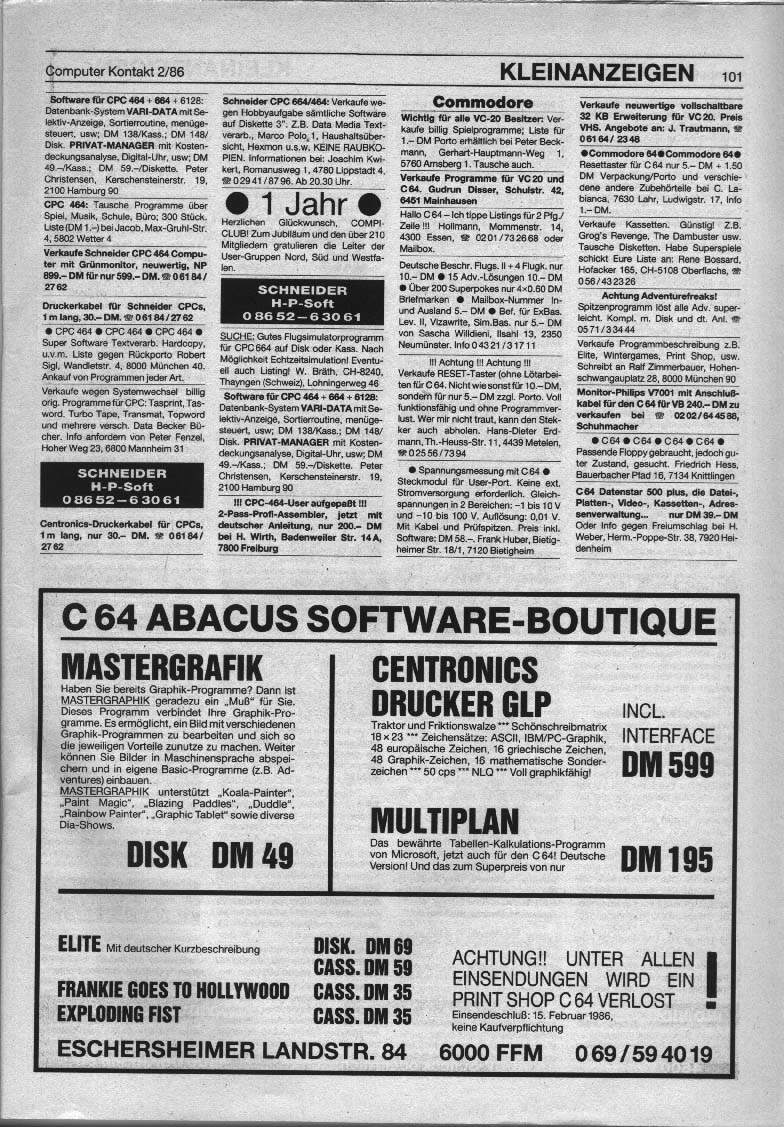 Computer Kontakt 2/86
KLEINANZEIGEN 101
Software für CPC 464 + 664 + 6128:
Datenbank-System VARI-DATA mit Se-
lektiv-Anzeige, Sortierroutine, menüge-
steuert, usw; DM 138/Kass.; DM 148/
Disk. PRIVAT-MANAGER mit Kosten-
deckungsanalyse, Digital-Uhr, usw; DM
49.–/Kass.; DM 59.–/Diskette. Peter
Christensen, Kerschensteinerstr. 19,
2100 Hamburg 90
CPC 464: Tausche Programme über
Spiel, Musik, Schule, Büro; 300 Stück.
Liste (DM 1.–) bei Jacob, Max-Gruhl-Str.
4, 5802 Wetter 4
Verkaufe Schneider CPC 464 Compu-
ter mit Grünmonitor, neuwertig, NP
899.– DM für nur 599.– DM. ☎ 0 61 84/
27 62
Druckerkabel für Schneider CPCs,
1 m lang, 30.– DM. ☎ 0 61 84 / 27 62
● CPC 464 ● CPC 464 ● CPC 464 ●
Super Software Textverarb. Hardcopy,
u.v.m. Liste gegen Rückporto Robert
Sigl, Wandletstr. 4, 8000 München 40.
Ankauf von Programmen jeder Art.
Verkaufe wegen Systemwechsel billig
orig. Programme für CPC: Tasprint, Tas-
word. Turbo Tape, Transmat, Topword
und mehrere versch. Data Becker Bü-
cher. Info anfordern von Peter Fenzel,
Hoher Weg 23, 6800 Mannheim 31
SCHNEIDER
H-P-Soft
0 86 52 – 6 30 61
Centronics-Druckerkabel für CPCs,
1 m lang, nur 30.– DM. ☎ 0 61 84 /
27 62
Schneider CPC 664/464: Verkaufe we-
gen Hobbyaufgabe sämtliche Software
auf Diskette 3". Z.B. Data Media Text-
verarb., Marco Polo 1, Haushaltsüber-
sicht, Hexmon u.s.w. KEINE RAUBKO-
PIEN. Informationen bei: Joachim Kwi-
kert, Romanusweg 1, 4780 Lippstadt 4,
☎ 0 29 41 / 87 96. Ab 20.30 Uhr.
● 1 Jahr ●
Herzlichen Glückwunsch, COMPI-
CLUB! Zum Jubiläum und den über 210
Mitgliedern gratulieren die Leiter der
User-Gruppen Nord, Süd und Westfa-
len.
SCHNEIDER
H-P-Soft
0 86 52 – 6 30 61
SUCHE: Gutes Flugsimulatorprogramm
für CPC 664 auf Disk oder Kass. Nach
Möglichkeit Echtzeitsimulation! Eventu-
ell auch Listing! W. Bräth, CH-8240,
Thayngen (Schweiz), Lohningerweg 46
Software für CPC 464 + 664 + 6128:
Datenbank-System VARI-DATA mit Se-
lektiv-Anzeige, Sortierroutine, menüge-
steuert, usw; DM 138/Kass.; DM 148/
Disk. PRIVAT-MANAGER mit Kosten-
deckungsanalyse, Digital-Uhr, usw; DM
49.–/Kass.; DM 59.–/Diskette. Peter
Christensen, Kerschensteinerstr. 19,
2100 Hamburg 90
!!! CPC-464-User aufgepaßt !!!
2-Pass-Profi-Assembler, jetzt mit
deutscher Anleitung, nur 200.– DM
bei H. Wirth, Badenweiler Str. 14 A,
7800 Freiburg
Commodore
Wichtig für alle VC-20 Besitzer: Ver-
kaufe billig Spielprogramme; Liste für
1.– DM Porto erhältlich bei Peter Beck-
mann, Gerhart-Hauptmann-Weg 1,
5760 Arnsberg 1. Tausche auch.
Verkaufe Programme für VC 20 und
C 64. Gudrun Disser, Schulstr. 42,
6451 Mainhausen
Hallo C 64 – Ich tippe Listings für 2 Pfg./
Zeile !!! Hollmann, Mommenstr. 14,
4300 Essen, ☎ 02 01 / 73 26 68 oder
Mailbox.
Deutsche Beschr. Flugs. II + 4 Flugk. nur
10.– DM ● 15 Adv.-Lösungen 10.– DM
● Über 200 Superpokes nur 4×0.60 DM
Briefmarken ● Mailbox-Nummer In-
und Ausland 5.– DM ● Bef. für ExBas.
Lev. II, Vizawrite, Sim.Bas. nur 5.– DM
von Sascha Willdieni, Ilsahl 13, 2350
Neumünster. Info 0 43 21 / 3 17 11
!!! Achtung !!! Achtung !!!
Verkaufe RESET-Taster (ohne Lötarbei-
ten für C 64. Nicht wie sonst für 10.– DM,
sondern für nur 5.– DM zzgl. Porto. Voll
funktionsfähig und ohne Programmver-
lust. Wer mir nicht traut, kann den Stek-
ker auch abholen. Hans-Dieter Erd-
mann, Th.-Heuss-Str. 11, 4439 Metelen,
☎ 0 25 56 / 73 94
● Spannungsmessung mit C 64 ●
Steckmodul für User-Port. Keine ext.
Stromversorgung erforderlich. Gleich-
spannungen in 2 Bereichen: –1 bis 10 V
und –10 bis 100 V. Auflösung: 0,01 V.
Mit Kabel und Prüfspitzen. Preis inkl.
Software: DM 58.–. Frank Huber, Bietig-
heimer Str. 18/1, 7120 Bietigheim
Verkaufe neuwertige vollschaltbare
32 KB Erweiterung für VC 20. Preis
VHS. Angebote an: J. Trautmann, ☎
0 61 64 / 23 48
● Commodore 64 ● Commodore 64 ●
Resettaster für C 64 nur 5.– DM + 1.50
DM Verpackung/Porto und verschie-
dene andere Zubehörteile bei C. La-
bianca, 7630 Lahr, Ludwigstr. 17, Info
1.– DM.
Verkaufe Kassetten. Günstig! Z.B.
Grog's Revenge, The Dambuster usw.
Tausche Disketten. Habe Superspiele
schickt Eure Liste an: Rene Bossard,
Hofacker 165, CH-5108 Oberflachs, ☎
0 56 / 43 23 26
Achtung Adventurefreaks!
Spitzenprogramm löst alle Adv. super-
leicht. Kompl. m. Disk und dt. Anl. ☎
05 71 / 3 34 44
Verkaufe Programmbeschreibung z.B.
Elite, Wintergames, Print Shop, usw.
Schreibt an Ralf Zimmerbauer, Hohen-
schwangauplatz 28, 8000 München 90
Monitor-Philips V7001 mit Anschluß-
kabel für den C 64 für VB 240.– DM zu
verkaufen bei ☎ 02 02 / 64 45 88,
Schuhmacher
● C 64 ● C 64 ● C 64 ● C 64 ●
Passende Floppy gebraucht, jedoch gu-
ter Zustand, gesucht. Friedrich Hess,
Bauerbacher Pfad 16, 7134 Knittlingen
C 64 Datenstar 500 plus, die Datei-,
Platten-, Video-, Kassetten-, Adres-
senverwaltung... nur DM 39.– DM
Oder Info gegen Freiumschlag bei H.
Weber, Herm.-Poppe-Str. 38, 7920 Hei-
denheim
C 64 ABACUS SOFTWARE-BOUTIQUE
MASTERGRAFIK
Haben Sie bereits Graphik-Programme? Dann ist
MASTERGRAPHIK geradezu ein „Muß" für Sie.
Dieses Programm verbindet Ihre Graphik-Pro-
gramme. Es ermöglicht, ein Bild mit verschiedenen
Graphik-Programmen zu bearbeiten und sich so
die jeweiligen Vorteile zunutze zu machen. Weiter
können Sie Bilder in Maschinensprache abspei-
chern und in eigene Basic-Programme (z.B. Ad-
ventures) einbauen.
MASTERGRAPHIK unterstützt „Koala-Painter",
„Paint Magic", „Blazing Paddles", „Duddle",
„Rainbow Painter", „Graphic Tablet" sowie diverse
Dia-Shows.
DISK DM 49
CENTRONICS
DRUCKER GLP
INCL.
INTERFACE
DM 599
Traktor und Friktionswalze *** Schönschreibmatrix
18 × 23 *** Zeichensätze: ASCII, IBM/PC-Graphik,
48 europäische Zeichen, 16 griechische Zeichen,
48 Graphik-Zeichen, 16 mathematische Sonder-
zeichen *** 50 cps *** NLQ *** Voll graphikfähig!
MULTIPLAN
Das bewährte Tabellen-Kalkulations-Programm
von Microsoft, jetzt auch für den C 64! Deutsche
Version! Und das zum Superpreis von nur
DM 195
ELITE Mit deutscher Kurzbeschreibung DISK. DM 69
CASS. DM 59
FRANKIE GOES TO HOLLYWOOD CASS. DM 35
EXPLODING FIST CASS. DM 35
ACHTUNG!! UNTER ALLEN
EINSENDUNGEN WIRD EIN
PRINT SHOP C 64 VERLOST !
Einsendeschluß: 15. Februar 1986,
keine Kaufverpflichtung
ESCHERSHEIMER LANDSTR. 84 6000 FFM 0 69 / 59 40 19